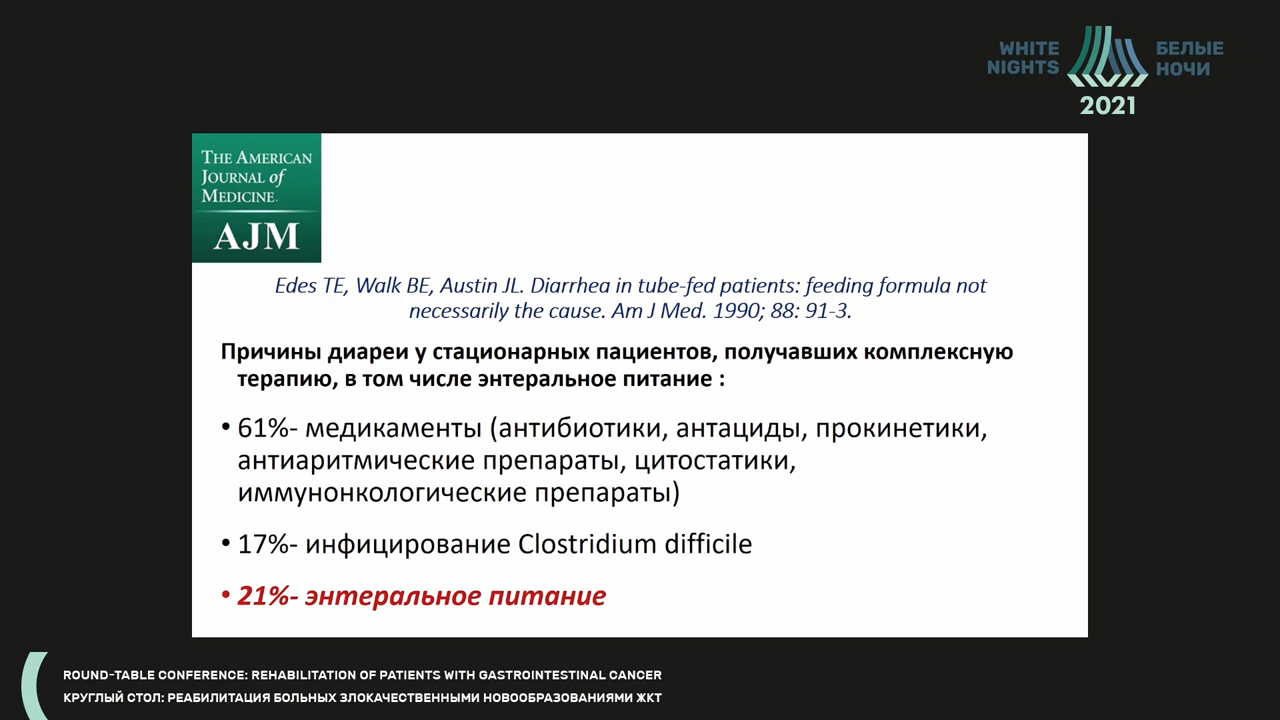 WHITE NIGHTS
БЕЛЫЕ НОЧИ
2021
THE AMERICAN
JOURNAL of
MEDICINE.
AJM
Edes TE, Walk BE, Austin JL. Diarrhea in tube-fed patients: feeding formula not
necessarily the cause. Am J Med. 1990; 88: 91-3.
Причины диареи у стационарных пациентов, получавших комплексную
терапию, в том числе энтеральное питание :
• 61%- медикаменты (антибиотики, антациды, прокинетики,
антиаритмические препараты, цитостатики,
иммунонкологические препараты)
• 17%- инфицирование Clostridium difficile
• 21%- энтеральное питание
ROUND-TABLE CONFERENCE: REHABILITATION OF PATIENTS WITH GASTROINTESTINAL CANCER
КРУГЛЫЙ СТОЛ: РЕАБИЛИТАЦИЯ БОЛЬНЫХ ЗЛОКАЧЕСТВЕННЫМИ НОВООБРАЗОВАНИЯМИ ЖКТ